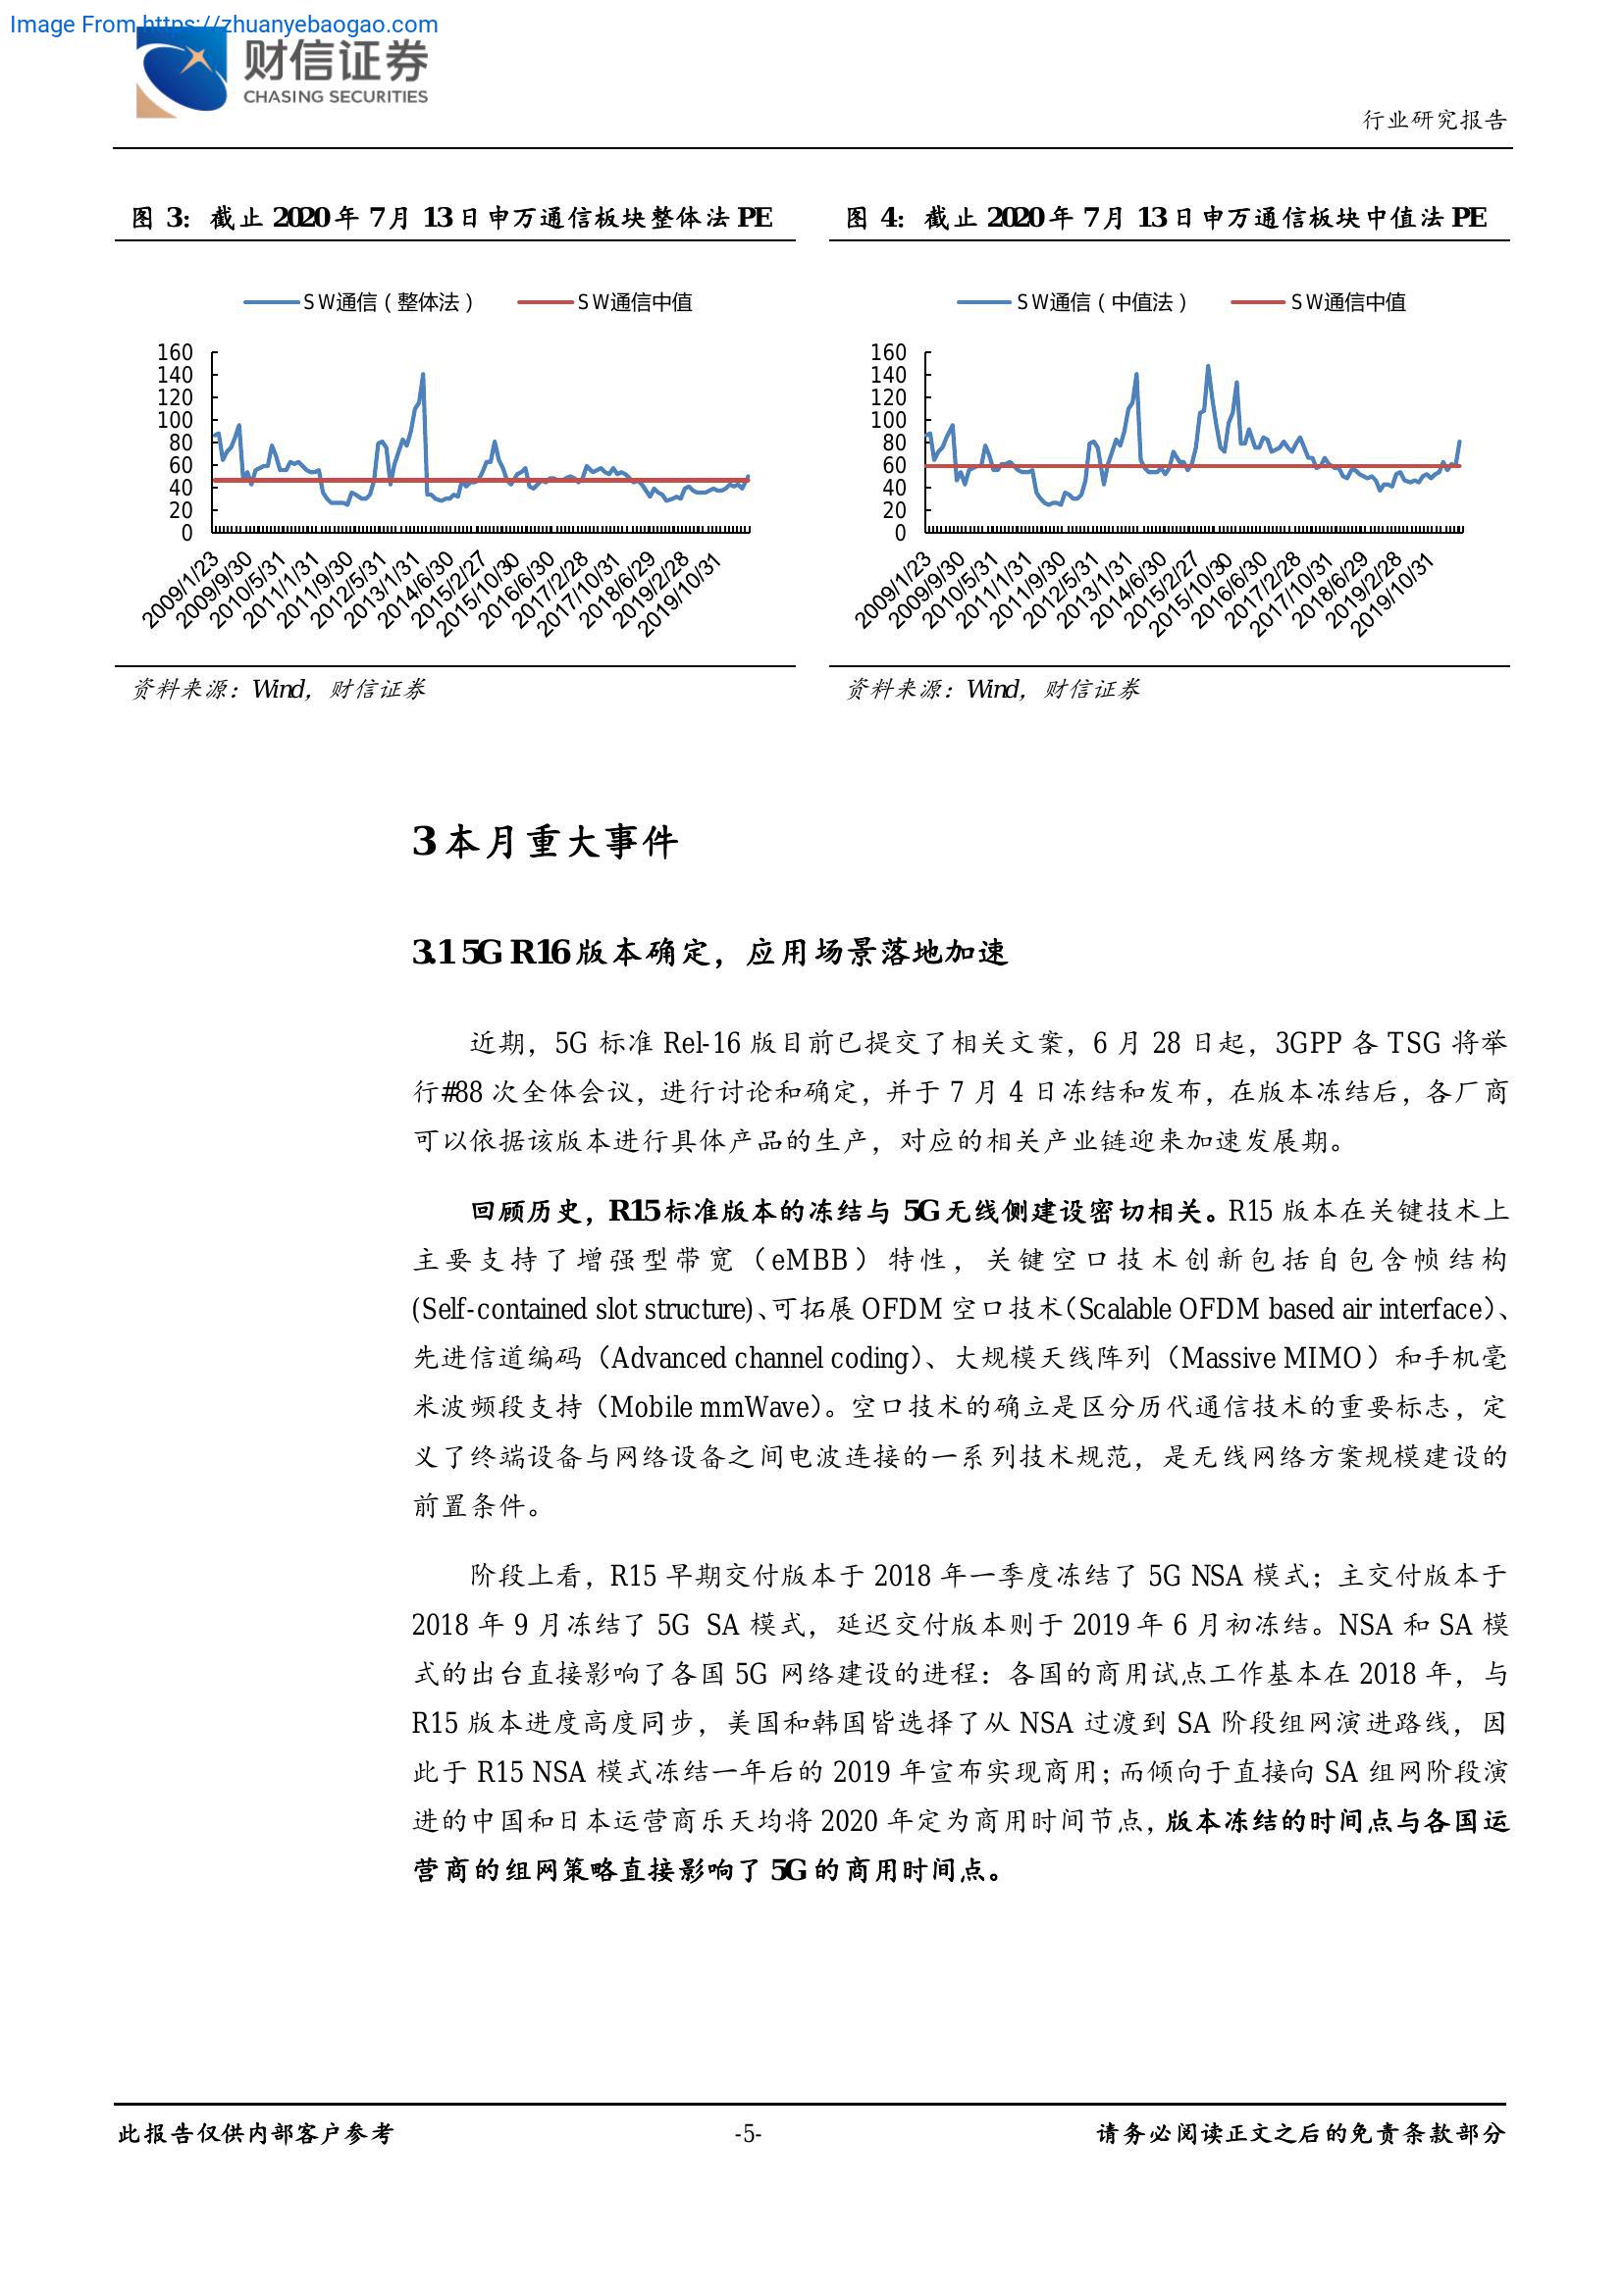 Image From https://zhuanyebaogao.com
财信证券
CHASING SECURITIES
行业研究报告
图 3：截止 2020 年 7 月 13 日申万通信板块整体法 PE
SW通信（整体法）
SW通信中值
160
140
120
100
80
60
40
20
0
2009/1/23
2009/9/30
2010/5/31
2011/1/31
2011/9/30
2012/5/31
2013/1/31
2014/6/30
2015/2/27
2015/10/30
2016/6/30
2017/2/28
2017/10/31
2018/6/29
2019/2/28
2019/10/31
资料来源：Wind，财信证券
图 4：截止 2020 年 7 月 13 日申万通信板块中值法 PE
SW通信（中值法）
SW通信中值
160
140
120
100
80
60
40
20
0
2009/1/23
2009/9/30
2010/5/31
2011/1/31
2011/9/30
2012/5/31
2013/1/31
2014/6/30
2015/2/27
2015/10/30
2016/6/30
2017/2/28
2017/10/31
2018/6/29
2019/2/28
2019/10/31
资料来源：Wind，财信证券
3 本月重大事件
3.1 5G R16 版本确定，应用场景落地加速
近期，5G 标准 Rel-16 版目前已提交了相关文案，6 月 28 日起，3GPP 各 TSG 将举
行#88 次全体会议，进行讨论和确定，并于 7 月 4 日冻结和发布，在版本冻结后，各厂商
可以依据该版本进行具体产品的生产，对应的相关产业链迎来加速发展期。
回顾历史，R15 标准版本的冻结与 5G 无线侧建设密切相关。R15 版本在关键技术上
主要支持了增强型带宽（eMBB）特性，关键空口技术创新包括自包含帧结构
(Self-contained slot structure)、可拓展 OFDM 空口技术（Scalable OFDM based air interface）、
先进信道编码（Advanced channel coding）、大规模天线阵列（Massive MIMO）和手机毫
米波频段支持（Mobile mmWave）。空口技术的确立是区分历代通信技术的重要标志，定
义了终端设备与网络设备之间电波连接的一系列技术规范，是无线网络方案规模建设的
前置条件。
阶段上看，R15 早期交付版本于 2018 年一季度冻结了 5G NSA 模式；主交付版本于
2018 年 9 月冻结了 5G SA 模式，延迟交付版本则于 2019 年 6 月初冻结。NSA 和 SA 模
式的出台直接影响了各国 5G 网络建设的进程：各国的商用试点工作基本在 2018 年，与
R15 版本进度高度同步，美国和韩国皆选择了从 NSA 过渡到 SA 阶段组网演进路线，因
此于 R15 NSA 模式冻结一年后的 2019 年宣布实现商用；而倾向于直接向 SA 组网阶段演
进的中国和日本运营商乐天均将 2020 年定为商用时间节点，版本冻结的时间点与各国运
营商的组网策略直接影响了 5G 的商用时间点。
此报告仅供内部客户参考
-5-
请务必阅读正文之后的免责条款部分